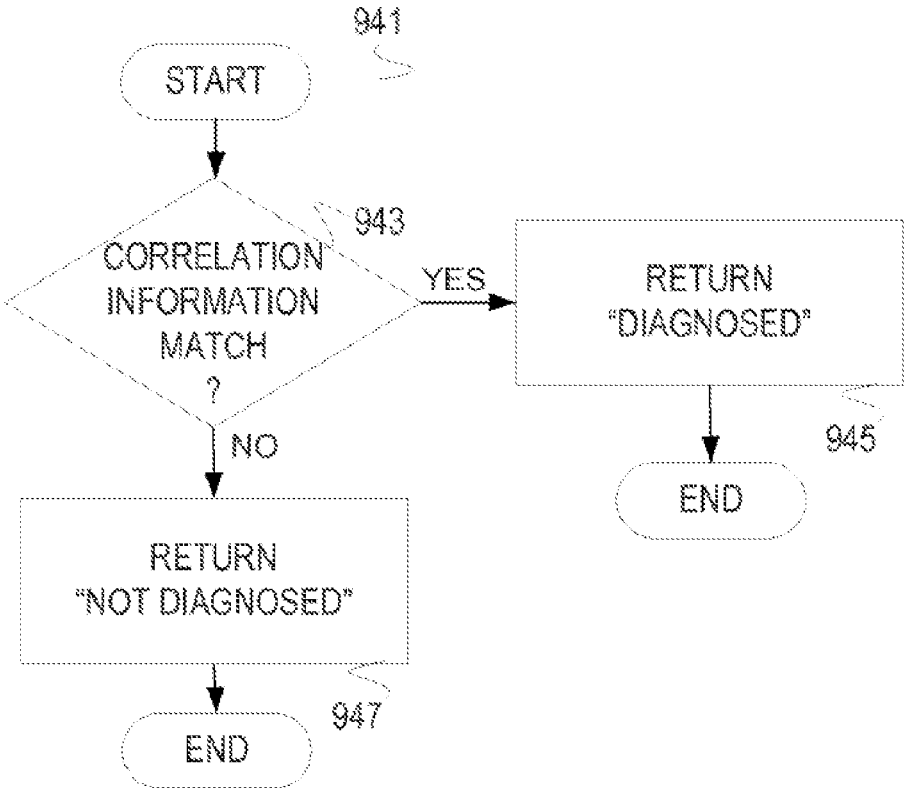 941
START
943
CORRELATION
INFORMATION
MATCH
?
YES
RETURN
“DIAGNOSED”
945
END
NO
RETURN
“NOT DIAGNOSED”
947
END